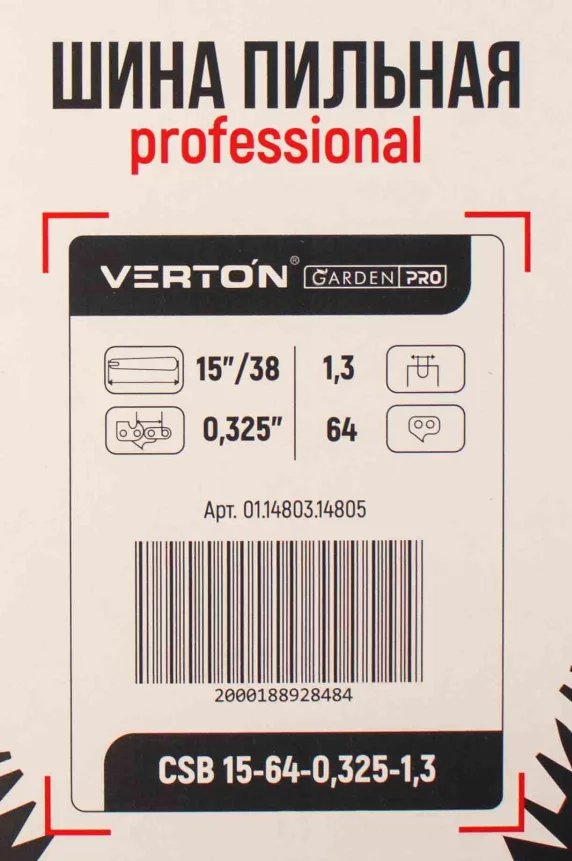 ШИНА ПИЛЬНАЯ
professional
VERTON® GARDEN PRO
15"/38 1,3
0,325" 64
Арт. 01.14803.14805
2000188928484
CSB 15-64-0,325-1,3